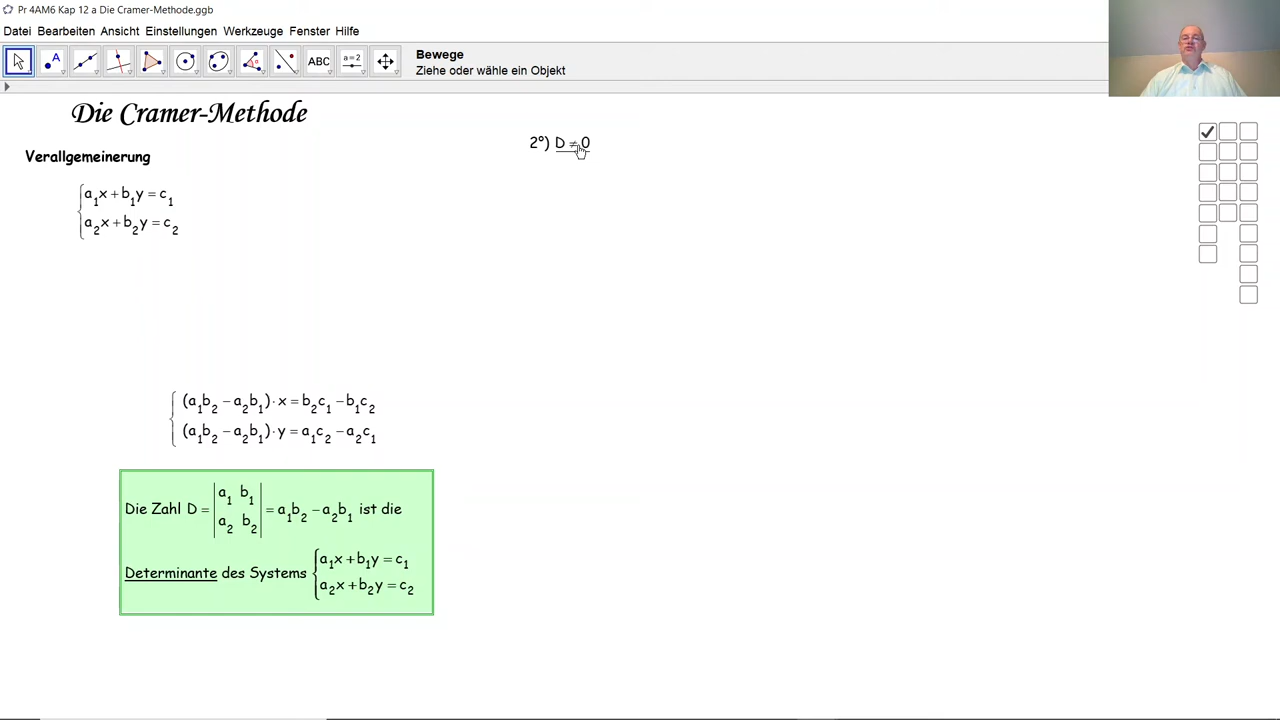 Pr 4AM6 Kap 12 a Die Cramer-Methode.ggb
Datei Bearbeiten Ansicht Einstellungen Werkzeuge Fenster Hilfe
A
ABC
a=2
Bewege
Ziehe oder wähle ein Objekt
Die Cramer-Methode
Verallgemeinerung
a₁x + b₁y = c₁
a₂x + b₂y = c₂
2°) D ≠ 0
(a₁b₂ − a₂b₁) · x = b₂c₁ − b₁c₂
(a₁b₂ − a₂b₁) · y = a₁c₂ − a₂c₁
Die Zahl D = |a₁ b₁; a₂ b₂| = a₁b₂ − a₂b₁ ist die
Determinante des Systems {a₁x + b₁y = c₁; a₂x + b₂y = c₂